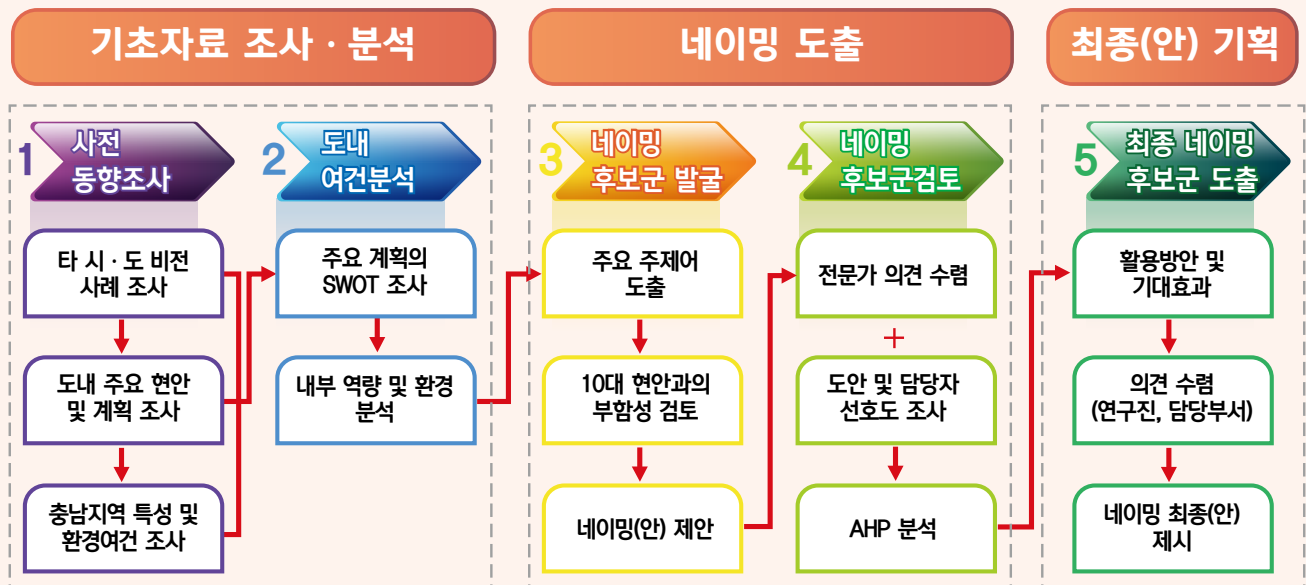 기초자료 조사 · 분석
네이밍 도출
최종(안) 기획
1
사전
동향조사
2
도내
여건분석
3
네이밍
후보군 발굴
4
네이밍
후보군검토
5
최종 네이밍
후보군 도출
타 시 · 도 비전
사례 조사
도내 주요 현안
및 계획 조사
충남지역 특성 및
환경여건 조사
주요 계획의
SWOT 조사
내부 역량 및 환경
분석
주요 주제어
도출
10대 현안과의
부합성 검토
네이밍(안) 제안
전문가 의견 수렴
+
도안 및 담당자
선호도 조사
AHP 분석
활용방안 및
기대효과
의견 수렴
(연구진, 담당부서)
네이밍 최종(안)
제시